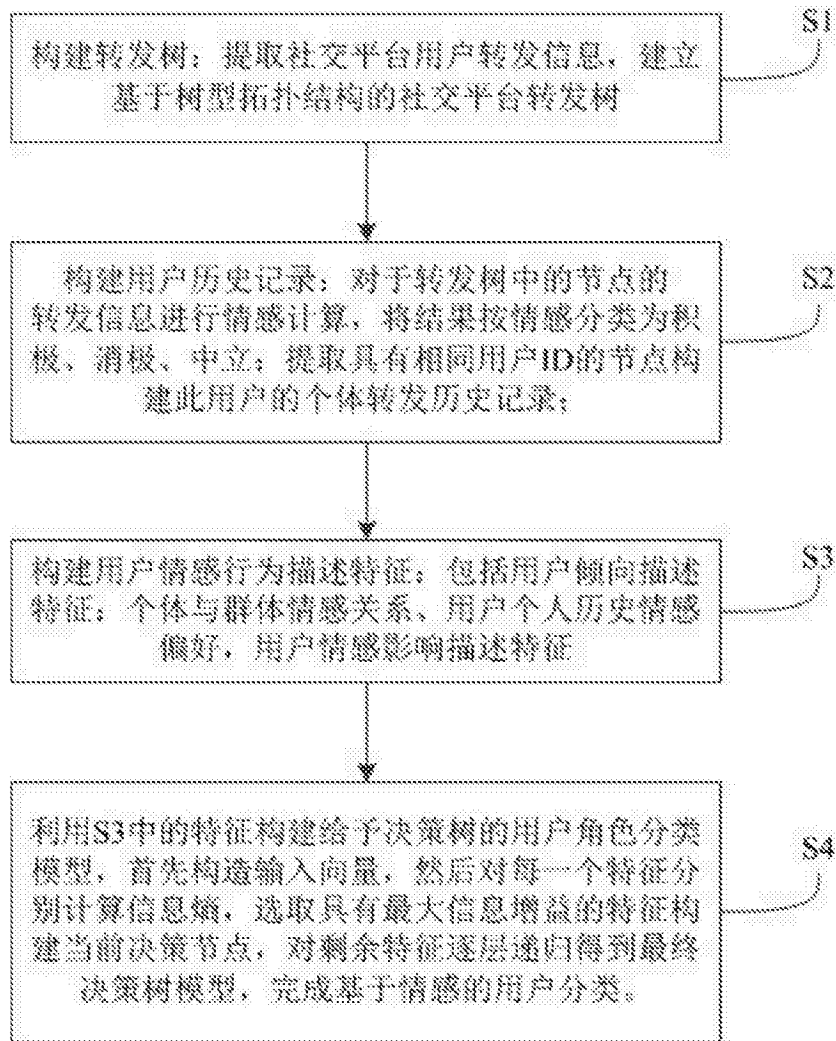 S1
构建转发树：提取社交平台用户转发信息，建立
基于树型拓扑结构的社交平台转发树
S2
构建用户历史记录：对于转发树中的节点的
转发信息进行情感计算，将结果按情感分类为积
极、消极、中立；提取具有相同用户ID的节点构
建此用户的个体转发历史记录；
S3
构建用户情感行为描述特征：包括用户倾向描述
特征：个体与群体情感关系、用户个人历史情感
偏好，用户情感影响描述特征
S4
利用S3中的特征构建给予决策树的用户角色分类
模型，首先构造输入向量，然后对每一个特征分
别计算信息熵，选取具有最大信息增益的特征构
建当前决策节点，对剩余特征逐层递归得到最终
决策树模型，完成基于情感的用户分类。